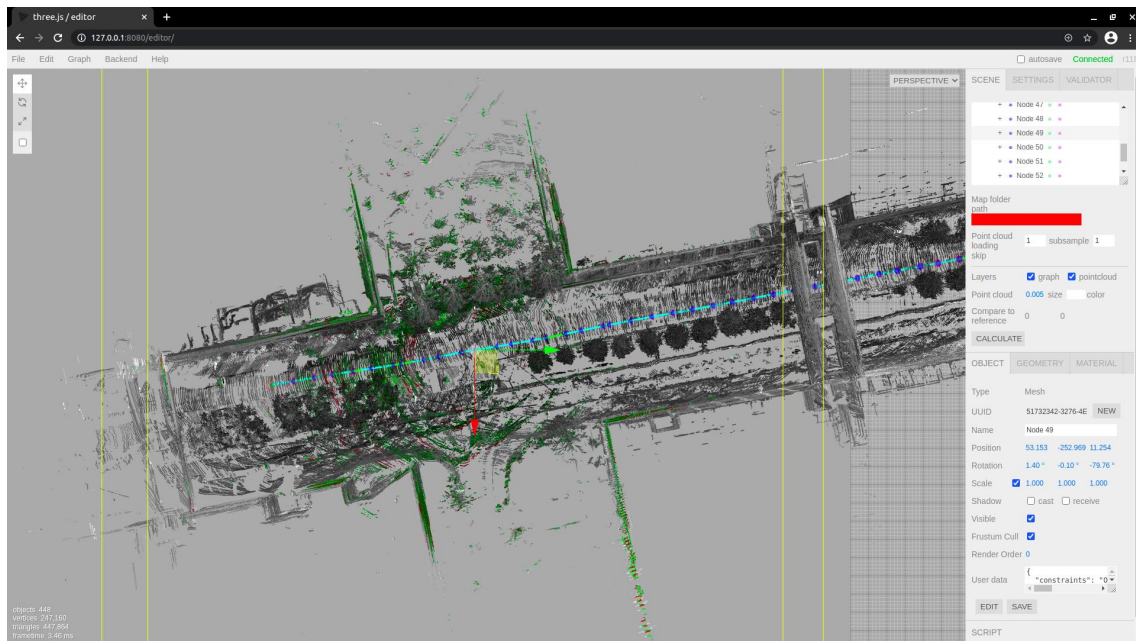 three.js / editor
127.0.0.1:8080/editor/
File Edit Graph Backend Help
autosave Connected
PERSPECTIVE
SCENE SETTINGS VALIDATOR
Node 47
Node 48
Node 49
Node 50
Node 51
Node 52
Map folder
path
Point cloud
loading
skip
1 subsample 1
Layers graph pointcloud
Point cloud 0.005 size color
Compare to
reference
0 0
CALCULATE
OBJECT GEOMETRY MATERIAL
Type Mesh
UUID 51732342-3276-4E NEW
Name Node 49
Position 53.153 -252.969 11.254
Rotation 1.40 ° -0.10 ° -79.76 °
Scale 1.000 1.000 1.000
Shadow cast receive
Visible
Frustum Cull
Render Order 0
User data
{
"constraints": "0
EDIT SAVE
SCRIPT
objects 448
vertices 247,160
triangles 447,864
frametime 3.46 ms